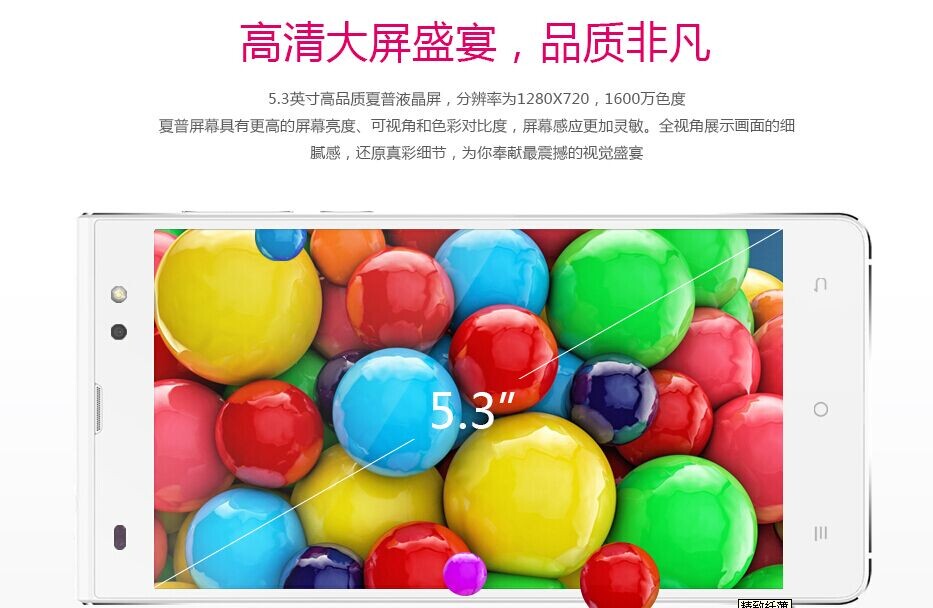 高清大屏盛宴，品质非凡
5.3英寸高品质夏普液晶屏，分辨率为1280X720，1600万色度
夏普屏幕具有更高的屏幕亮度、可视角和色彩对比度，屏幕感应更加灵敏。全视角展示画面的细
腻感，还原真彩细节，为你奉献最震撼的视觉盛宴
5.3”